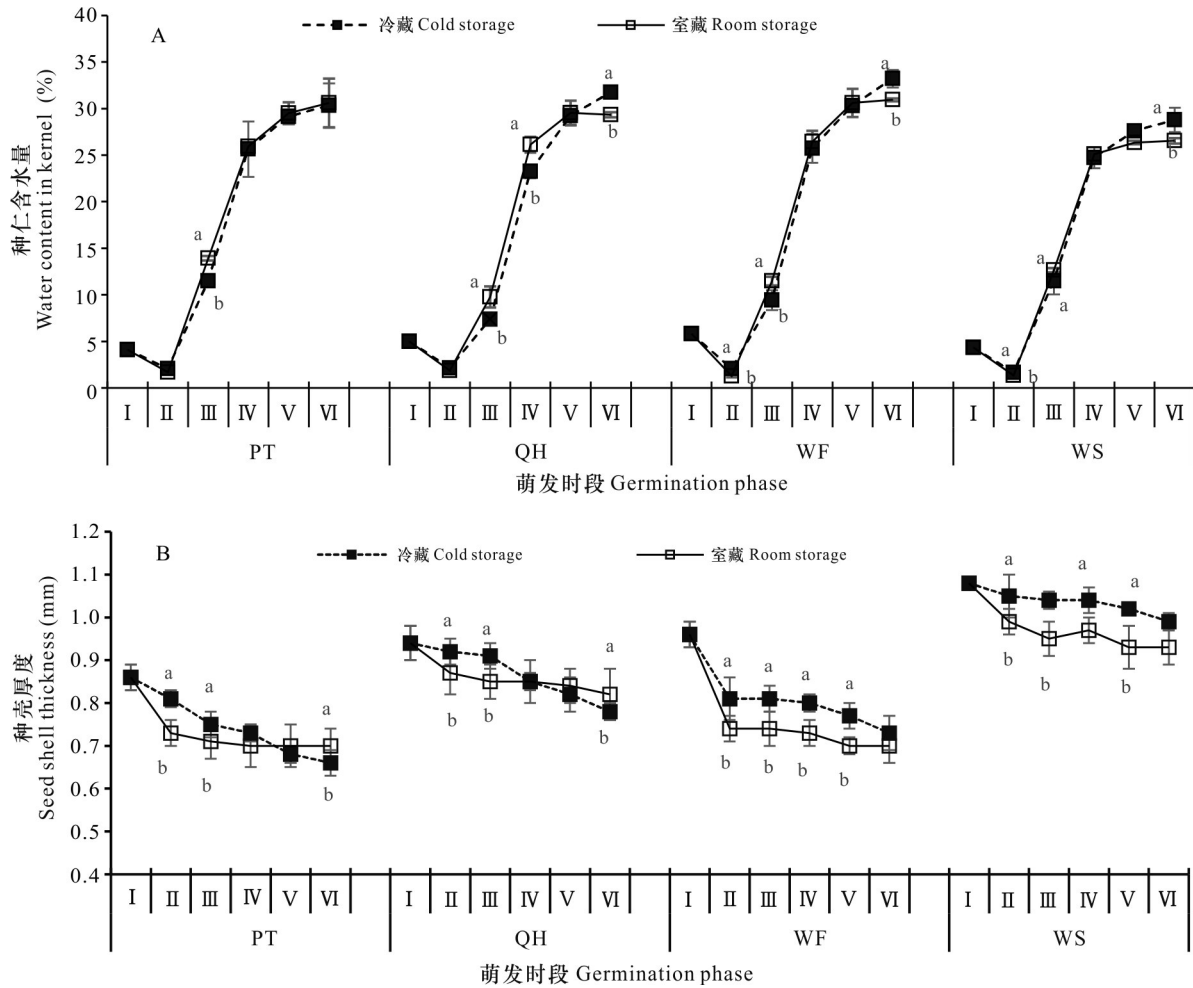 A
冷藏 Cold storage
室藏 Room storage
种仁含水量
Water content in kernel (%)
40
35
30
25
20
15
10
5
0
a
b
a
b
a
b
a
b
a
b
a
b
a
b
a
b
a
a
a
b
Ⅰ Ⅱ Ⅲ Ⅳ Ⅴ Ⅵ Ⅰ Ⅱ Ⅲ Ⅳ Ⅴ Ⅵ Ⅰ Ⅱ Ⅲ Ⅳ Ⅴ Ⅵ Ⅰ Ⅱ Ⅲ Ⅳ Ⅴ Ⅵ
PT QH WF WS
萌发时段 Germination phase
B
冷藏 Cold storage
室藏 Room storage
种壳厚度
Seed shell thickness (mm)
1.2
1.1
1.0
0.9
0.8
0.7
0.6
0.5
0.4
a a a
b b b
a a a
b b b
a a a a
b b b b
a a a
b b b
Ⅰ Ⅱ Ⅲ Ⅳ Ⅴ Ⅵ Ⅰ Ⅱ Ⅲ Ⅳ Ⅴ Ⅵ Ⅰ Ⅱ Ⅲ Ⅳ Ⅴ Ⅵ Ⅰ Ⅱ Ⅲ Ⅳ Ⅴ Ⅵ
PT QH WF WS
萌发时段 Germination phase